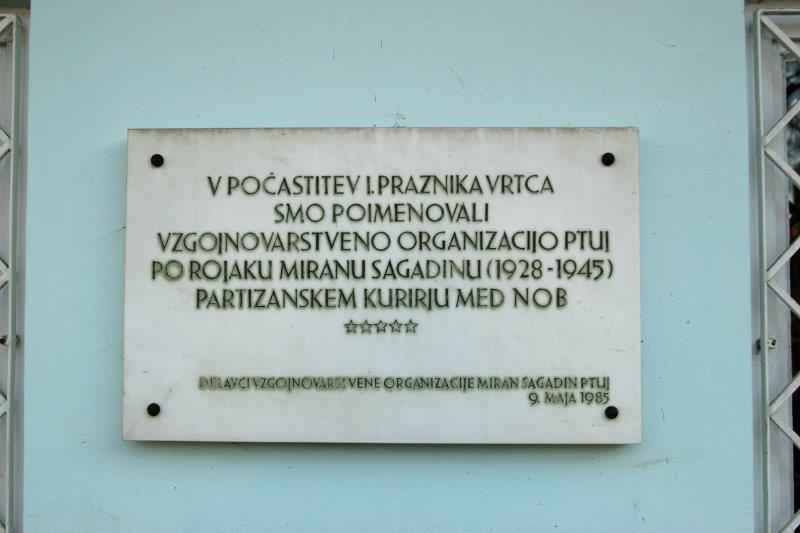 V POČASTITEV I. PRAZNIKA VRTCA
SMO POIMENOVALI
VZGOJNOVARSTVENO ORGANIZACIJO PTUJ
PO ROJAKU MIRANU SAGADINU (1928-1945)
PARTIZANSKEM KURIRJU MED NOB
☆☆☆☆☆
DELAVCI VZGOJNOVARSTVENE ORGANIZACIJE MIRAN SAGADIN PTUJ
9. MAJA 1985